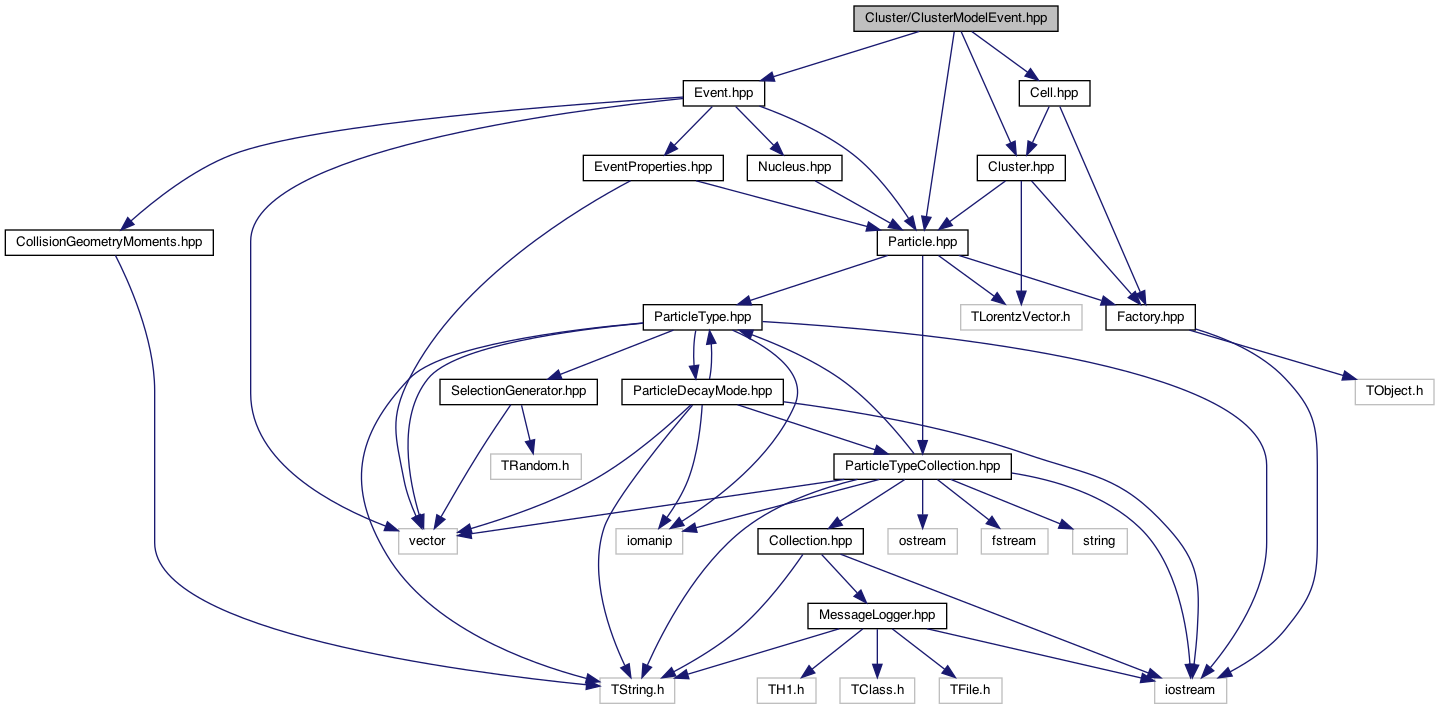 Cluster/ClusterModelEvent.hpp
Event.hpp
Cell.hpp
EventProperties.hpp
Nucleus.hpp
Cluster.hpp
CollisionGeometryMoments.hpp
Particle.hpp
ParticleType.hpp
TLorentzVector.h
Factory.hpp
SelectionGenerator.hpp
ParticleDecayMode.hpp
TObject.h
TRandom.h
ParticleTypeCollection.hpp
vector
iomanip
Collection.hpp
ostream
fstream
string
MessageLogger.hpp
TString.h
TH1.h
TClass.h
TFile.h
iostream